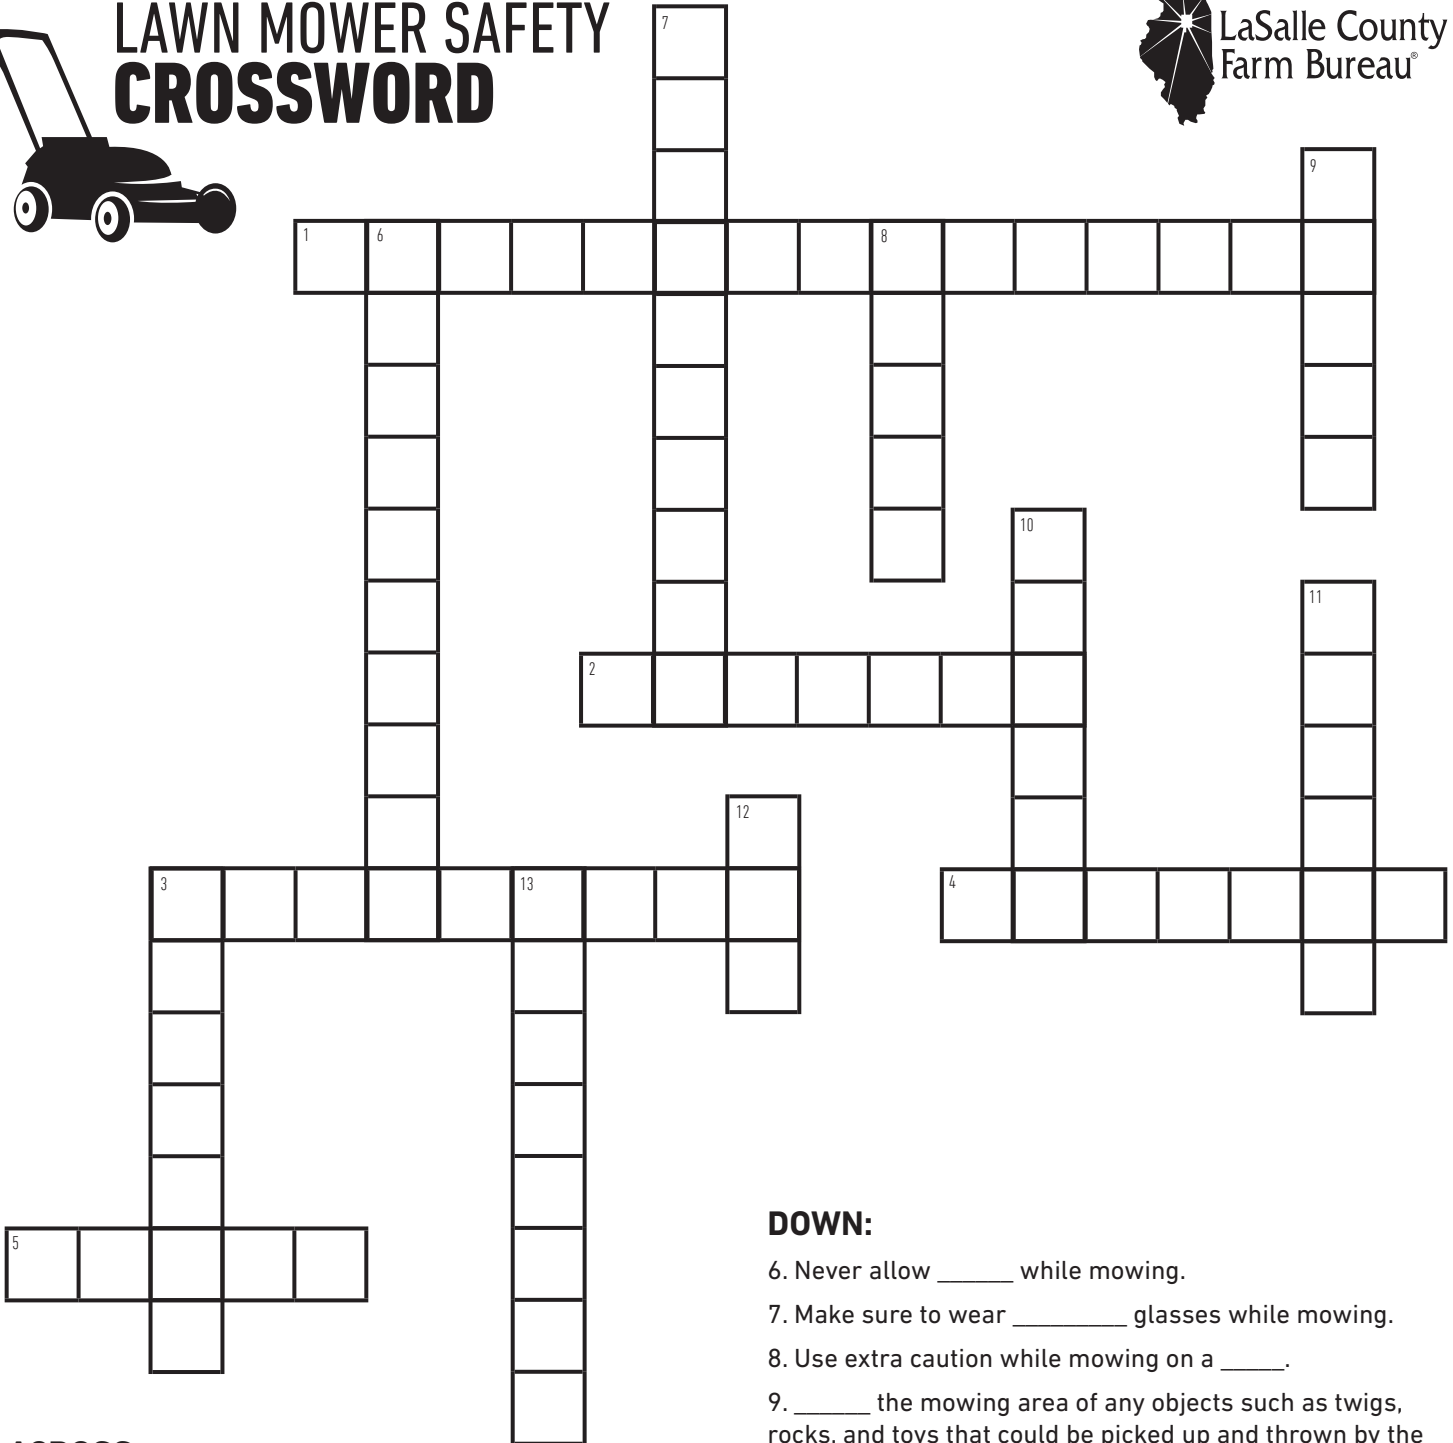 LAWN MOWER SAFETY
CROSSWORD
LaSalle County
Farm Bureau®
7
9
1 6 8
10
11
2
12
3 13 4
5
DOWN:
6. Never allow ______ while mowing.
7. Make sure to wear _________ glasses while mowing.
8. Use extra caution while mowing on a _____.
9. ______ the mowing area of any objects such as twigs,
rocks, and toys that could be picked up and thrown by the